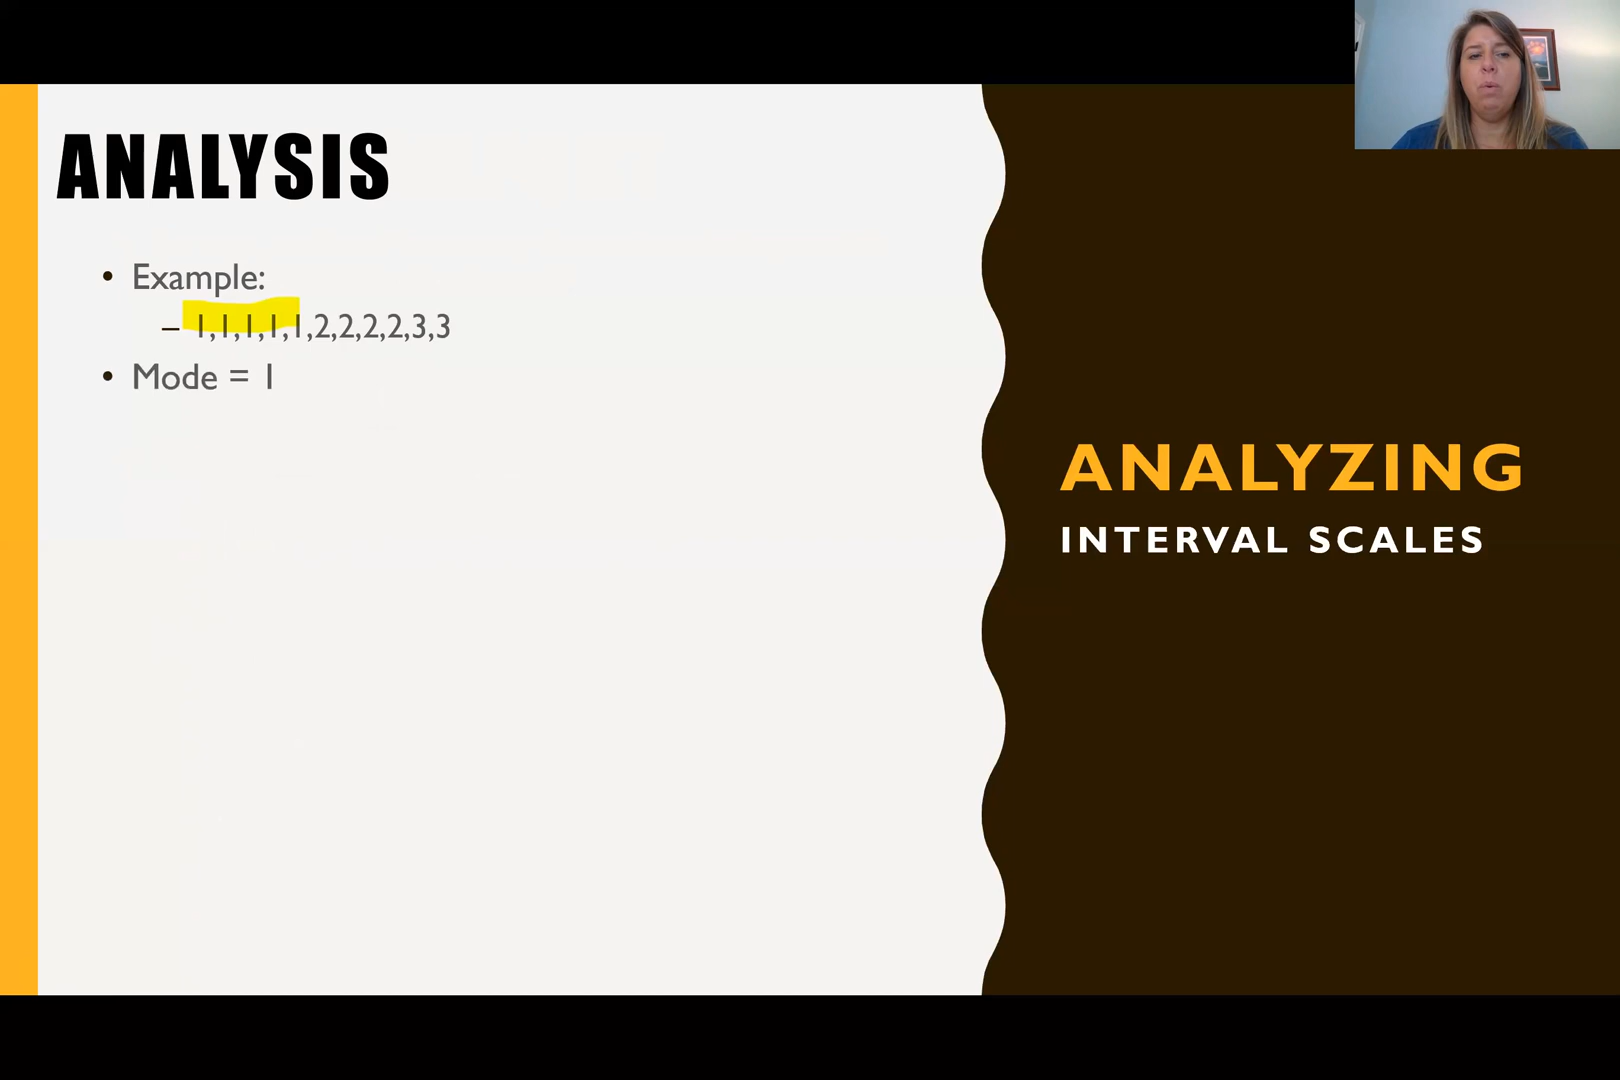 ANALYSIS
• Example:
– 1,1,1,1,1,2,2,2,2,3,3
• Mode = 1
ANALYZING
INTERVAL SCALES